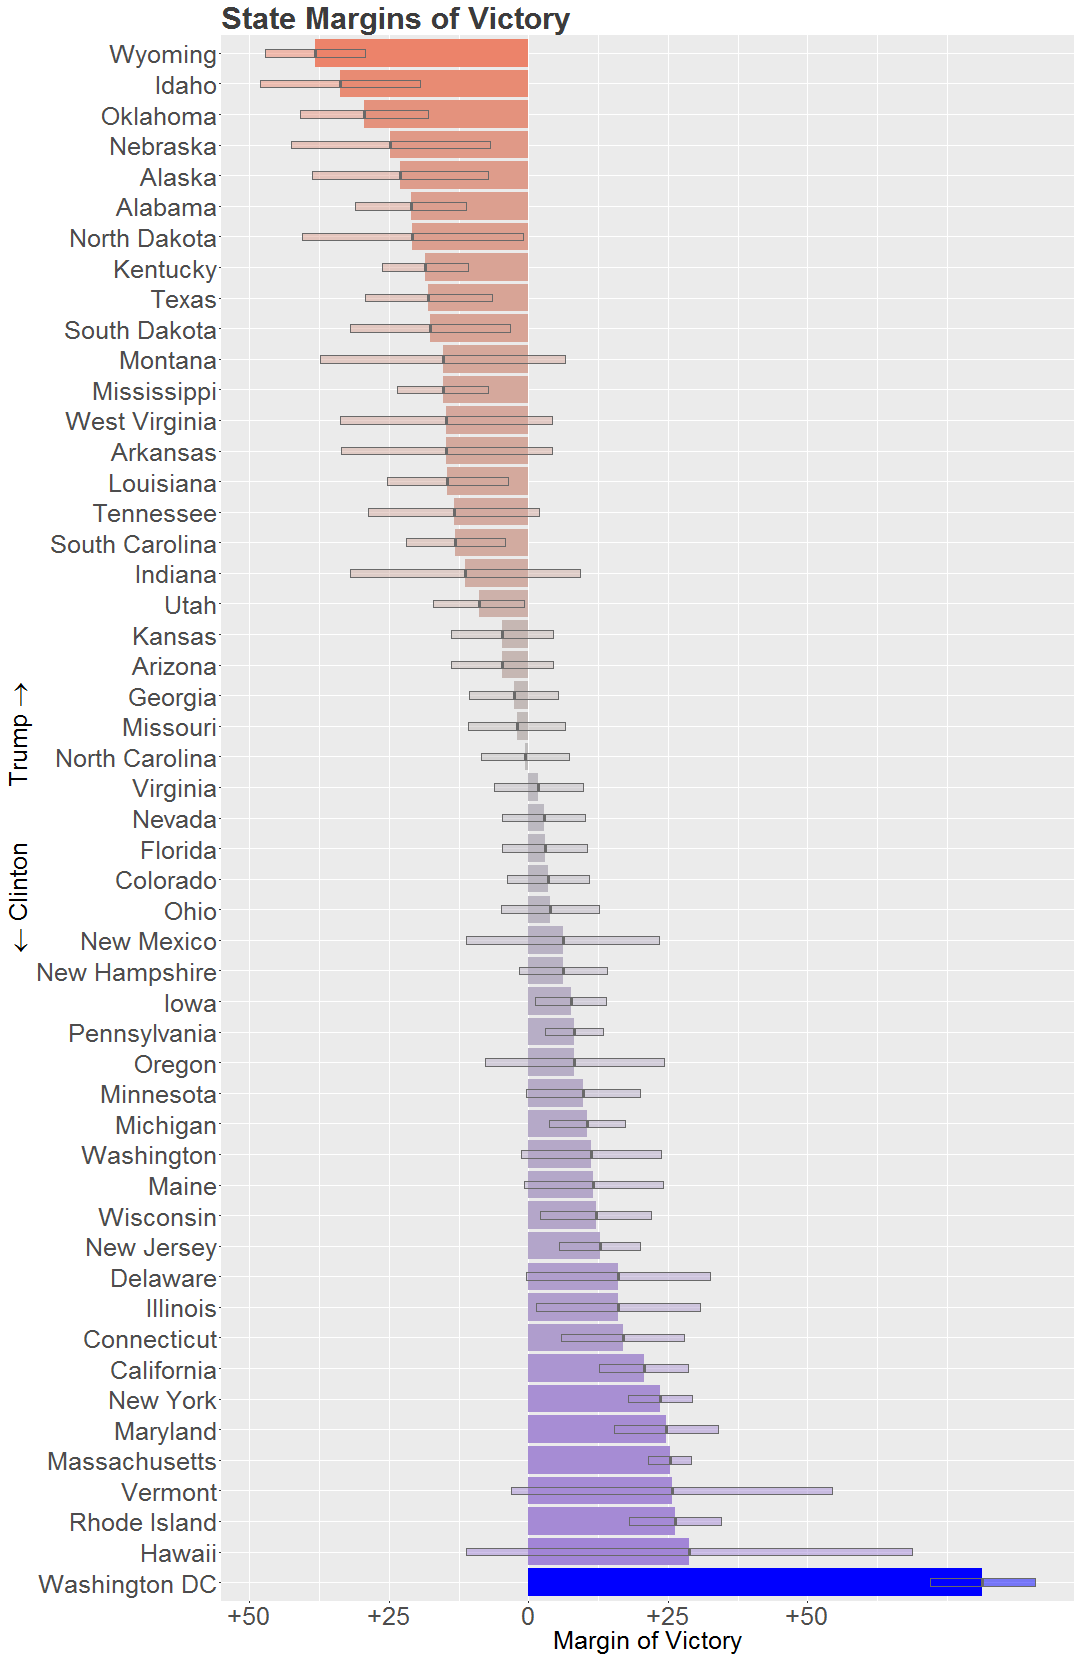 State Margins of Victory
Wyoming
Idaho
Oklahoma
Nebraska
Alaska
Alabama
North Dakota
Kentucky
Texas
South Dakota
Montana
Mississippi
West Virginia
Arkansas
Louisiana
Tennessee
South Carolina
Indiana
Utah
Kansas
Arizona
Georgia
Missouri
North Carolina
Virginia
Nevada
Florida
Colorado
Ohio
New Mexico
New Hampshire
Iowa
Pennsylvania
Oregon
Minnesota
Michigan
Washington
Maine
Wisconsin
New Jersey
Delaware
Illinois
Connecticut
California
New York
Maryland
Massachusetts
Vermont
Rhode Island
Hawaii
Washington DC
← Clinton Trump →
+50 +25 0 +25 +50
Margin of Victory